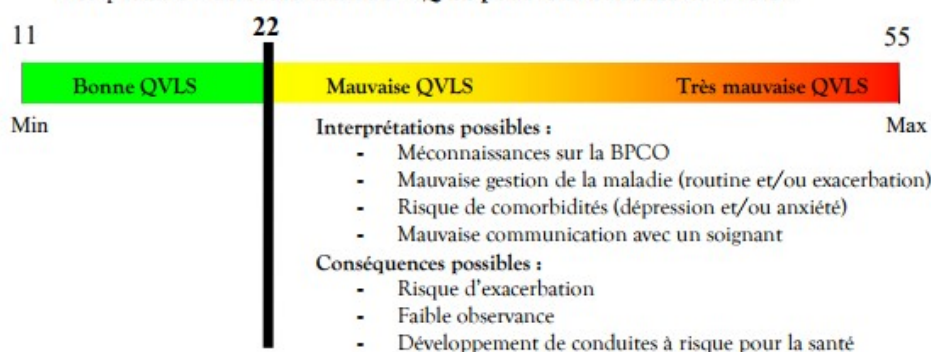 11
22
55
Bonne QVLS
Mauvaise QVLS
Très mauvaise QVLS
Min
Max
Interprétations possibles :
- Méconnaissances sur la BPCO
- Mauvaise gestion de la maladie (routine et/ou exacerbation)
- Risque de comorbidités (dépression et/ou anxiété)
- Mauvaise communication avec un soignant
Conséquences possibles :
- Risque d'exacerbation
- Faible observance
- Développement de conduites à risque pour la santé